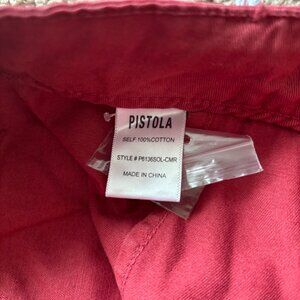 PISTOLA
SELF:100%COTTON
STYLE # P6136SOL-CMR
MADE IN CHINA